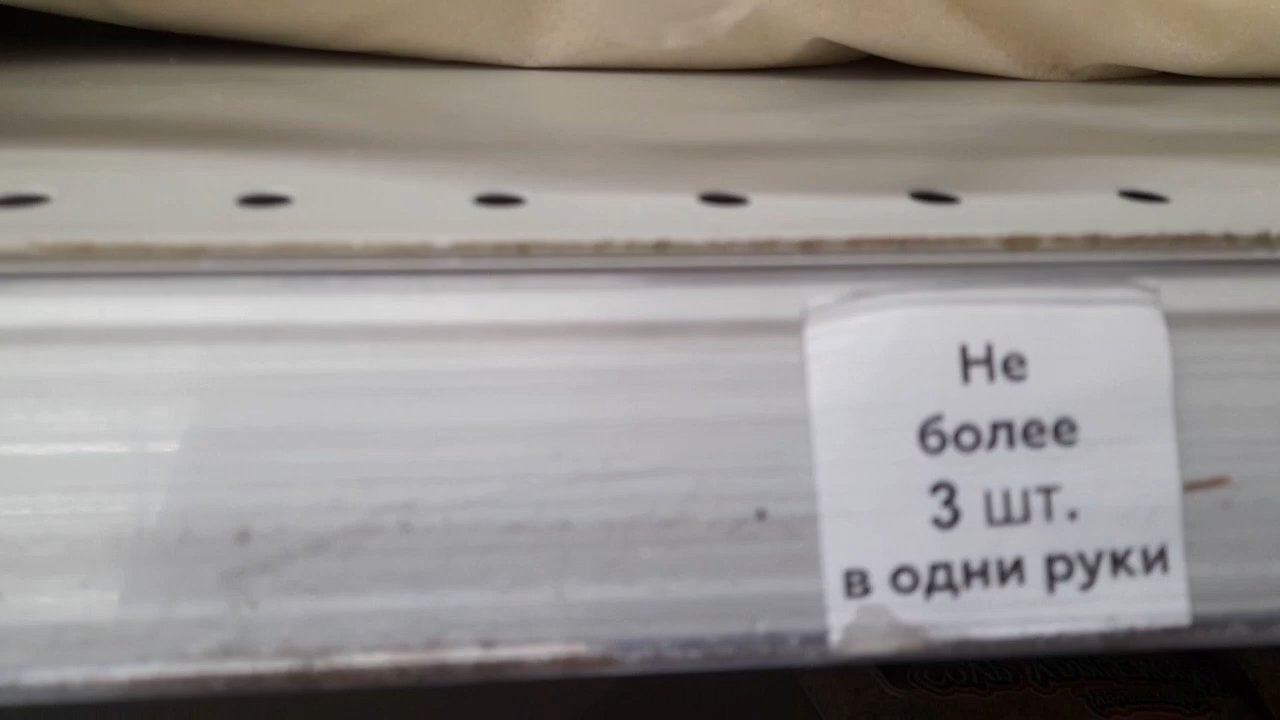 Не
более
3 шт.
в одни руки